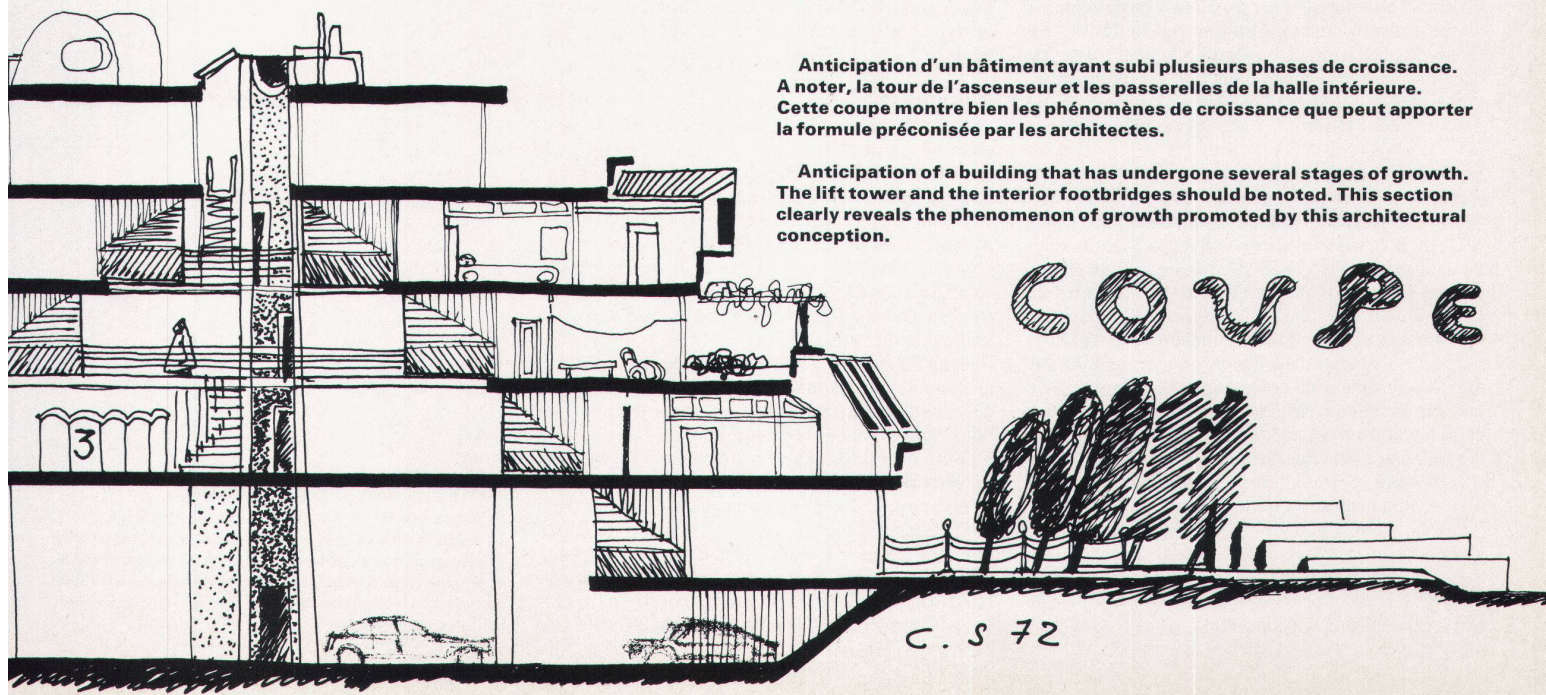 Anticipation d'un bâtiment ayant subi plusieurs phases de croissance.
A noter, la tour de l'ascenseur et les passerelles de la halle intérieure.
Cette coupe montre bien les phénomènes de croissance que peut apporter
la formule préconisée par les architectes.
Anticipation of a building that has undergone several stages of growth.
The lift tower and the interior footbridges should be noted. This section
clearly reveals the phenomenon of growth promoted by this architectural
conception.
COUPe
3
C. S 72